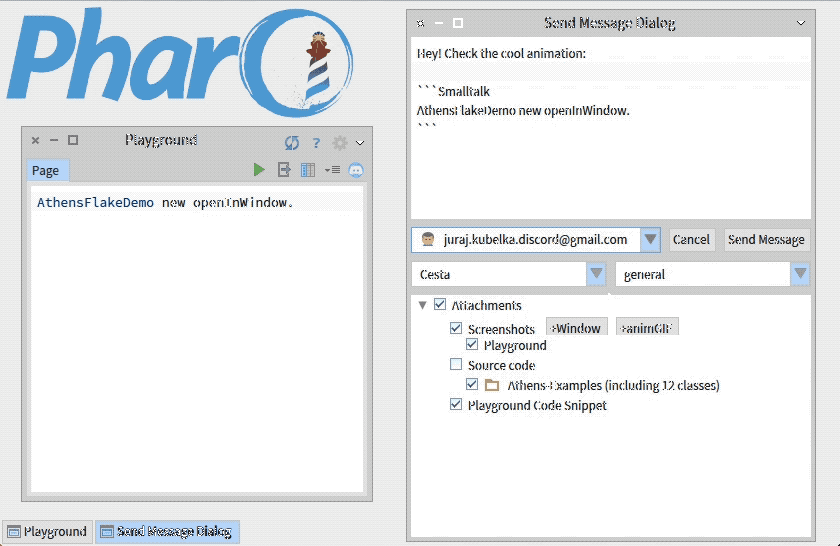 Pharo
Playground
?
Page
AthensFlakeDemo new openInWindow.
Send Message Dialog
Hey! Check the cool animation:
```Smalltalk
AthensFlakeDemo new openInWindow.
```
juraj.kubelka.discord@gmail.com
Cancel
Send Message
Cesta
general
Attachments
Screenshots
+Window
+animGIF
Playground
Source code
Athens-Examples (including 12 classes)
Playground Code Snippet
Playground
Send Message Dialog